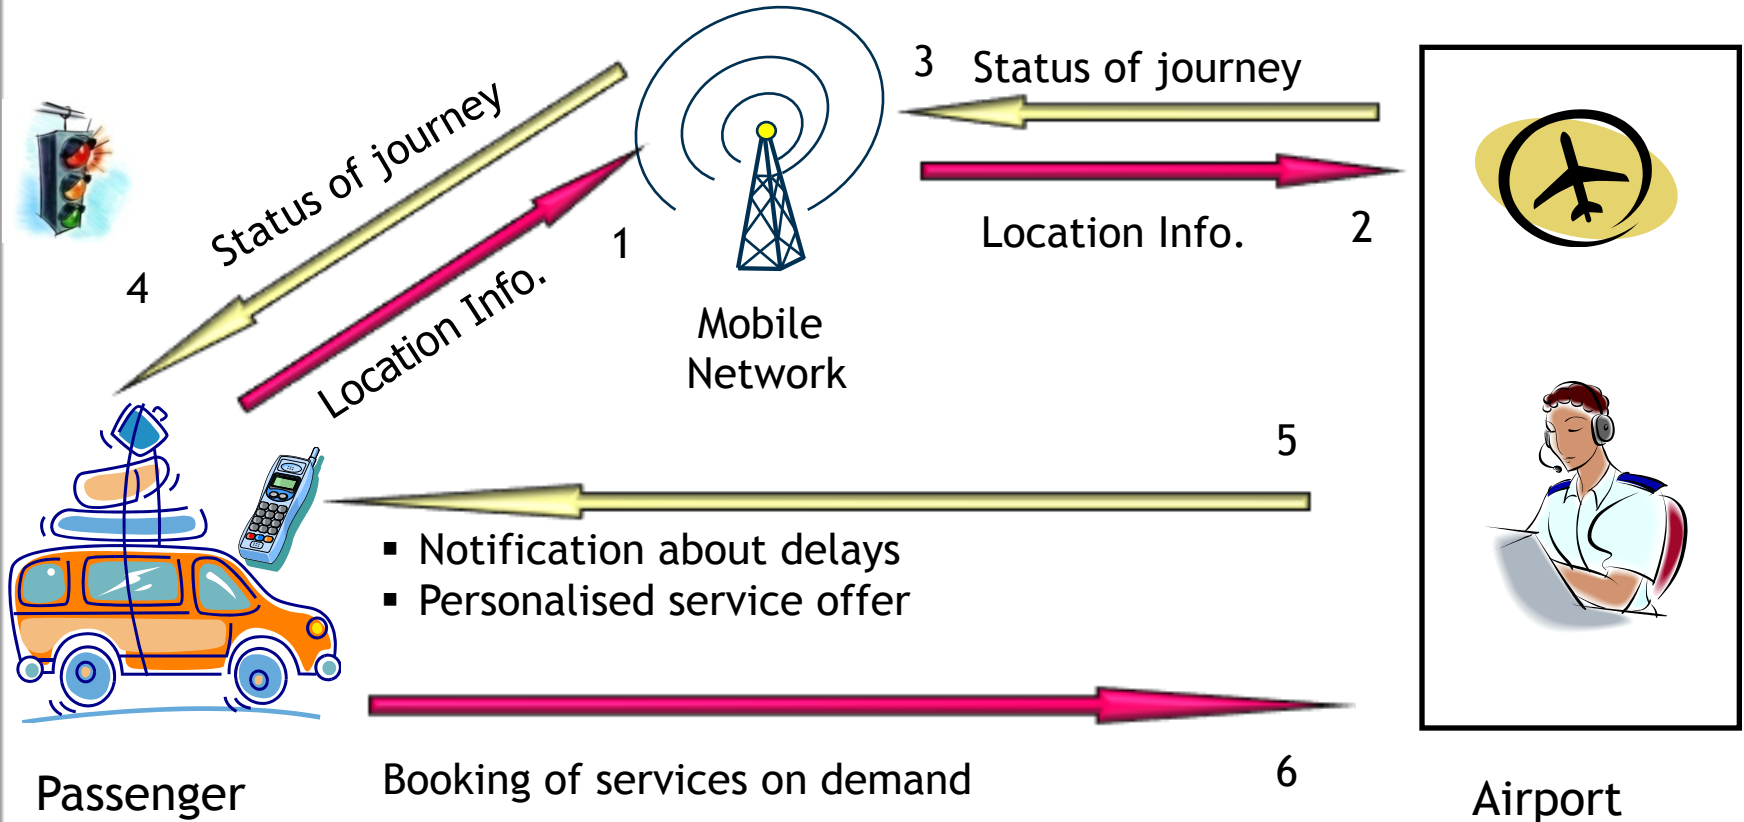 3 Status of journey
Status of journey
1
Location Info. 2
4
Location Info.
Mobile
Network
5
▪ Notification about delays
▪ Personalised service offer
Booking of services on demand 6
Passenger
Airport